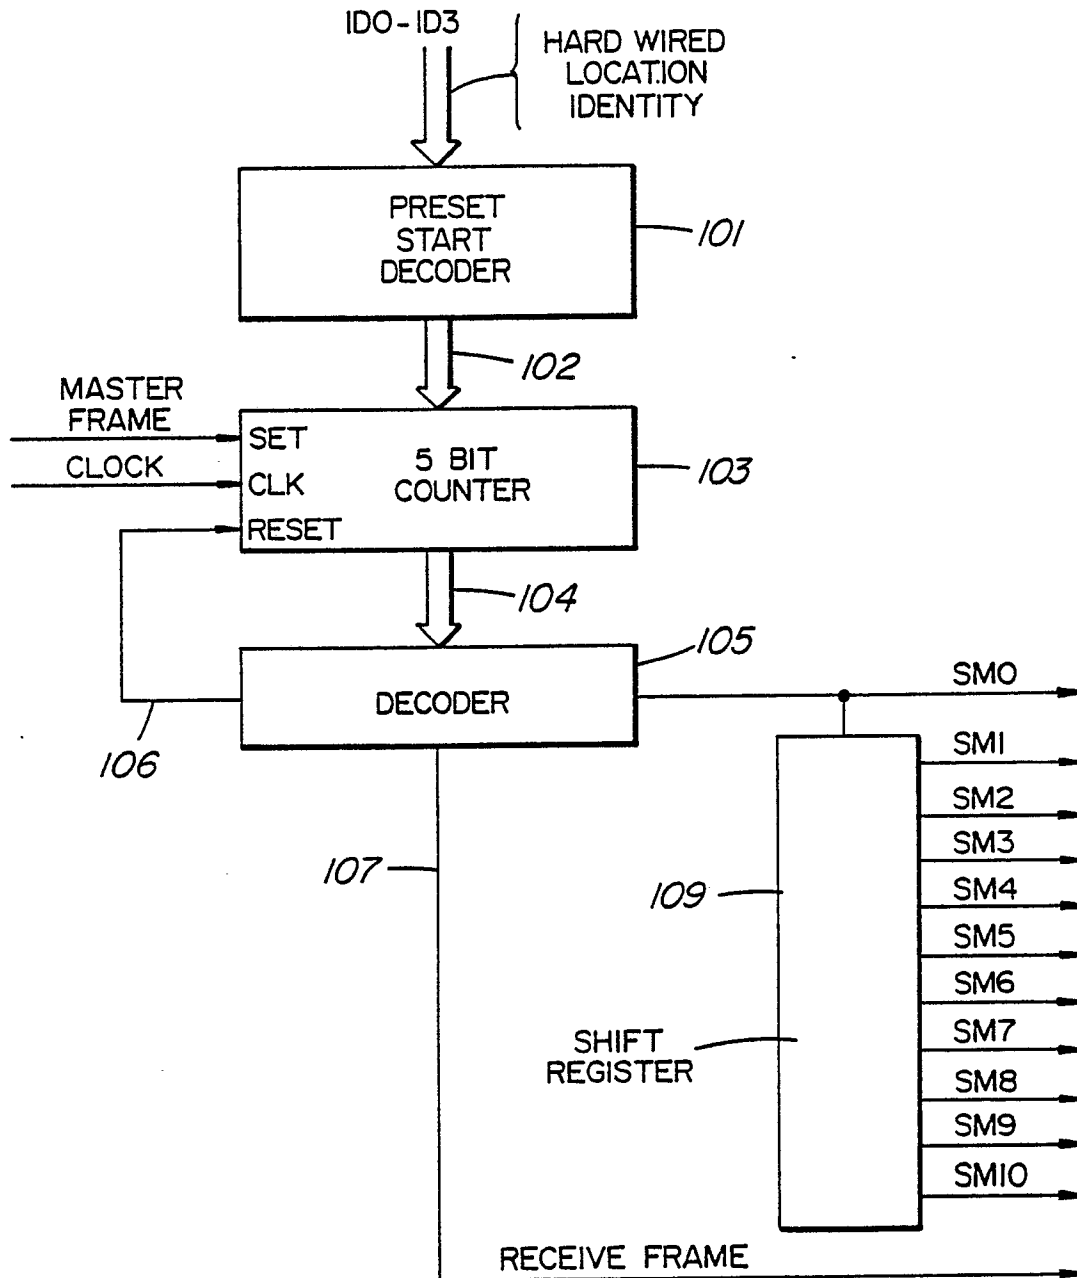 ID0-ID3
HARD WIRED
LOCATION
IDENTITY
PRESET
START
DECODER
101
102
MASTER
FRAME
SET
CLOCK
CLK
RESET
5 BIT
COUNTER
103
104
105
DECODER
106
107
SM0
SM1
SM2
SM3
109
SM4
SM5
SM6
SHIFT
REGISTER
SM7
SM8
SM9
SM10
RECEIVE FRAME